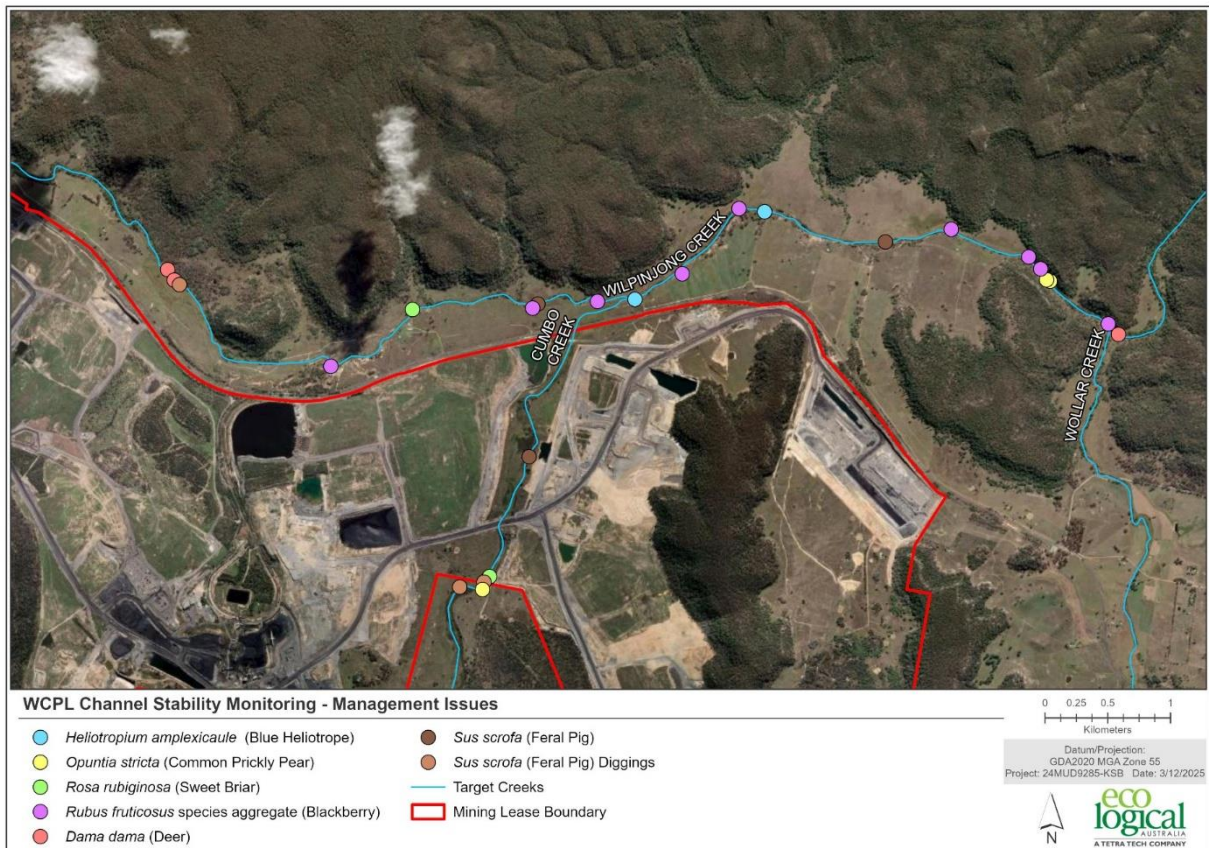 WILPINJONG CREEK
CUMBO
CREEK
WOLLAR CREEK
WCPL Channel Stability Monitoring - Management Issues
Heliotropium amplexicaule (Blue Heliotrope)
Opuntia stricta (Common Prickly Pear)
Rosa rubiginosa (Sweet Briar)
Rubus fruticosus species aggregate (Blackberry)
Dama dama (Deer)
Sus scrofa (Feral Pig)
Sus scrofa (Feral Pig) Diggings
Target Creeks
Mining Lease Boundary
0 0.25 0.5 1
Kilometers
Datum/Projection:
GDA2020 MGA Zone 55
Project: 24MUD9285-KSB Date: 3/12/2025
N
eco
logical
AUSTRALIA
A TETRA TECH COMPANY